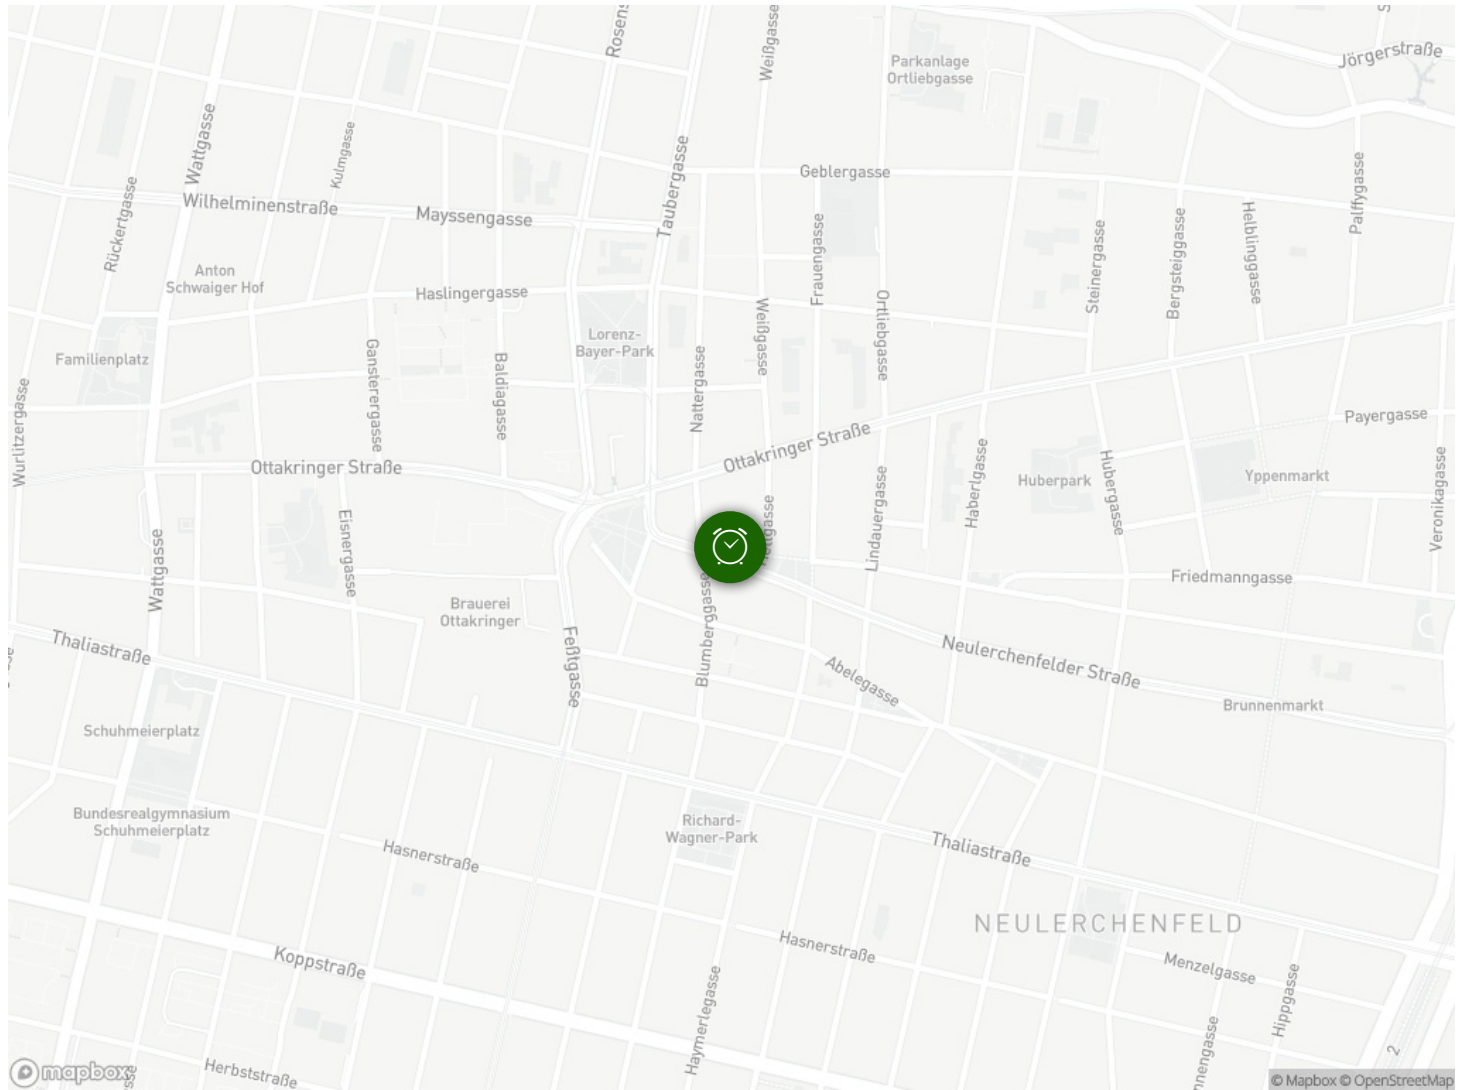 Jörgerstraße
Parkanlage
Ortliebgasse
Weißgasse
Wattgasse
Kulmgasse
Taubergasse
Geblergasse
Palffygasse
Rückertgasse
Wilhelminenstraße
Mayssengasse
Frauengasse
Steinergasse
Bergsteiggasse
Helblinggasse
Anton
Schwaiger Hof
Haslingergasse
Ortliebgasse
Weißgasse
Lorenz-
Bayer-Park
Familienplatz
Ganstererergasse
Baldiagasse
Nattergasse
Wurlitzergasse
Payergasse
Ottakringer Straße
Ottakringer Straße
Haberlgasse
Huberpark
Hubergasse
Yppenmarkt
Veronikagasse
Lindauergasse
Eisnergasse
Wattgasse
Friedmanngasse
Brauerei
Ottakringer
Blumberggasse
Feßtgasse
Thaliastraße
Neulerchenfelder Straße
Abelegasse
Brunnenmarkt
Schuhmeierplatz
Bundesrealgymnasium
Schuhmeierplatz
Richard-
Wagner-Park
Hasnerstraße
Thaliastraße
NEULERCHENFELD
Hasnerstraße
Koppstraße
Menzelgasse
Hippgasse
Haymerlegasse
2
Herbststraße
mapbox
© Mapbox © OpenStreetMap